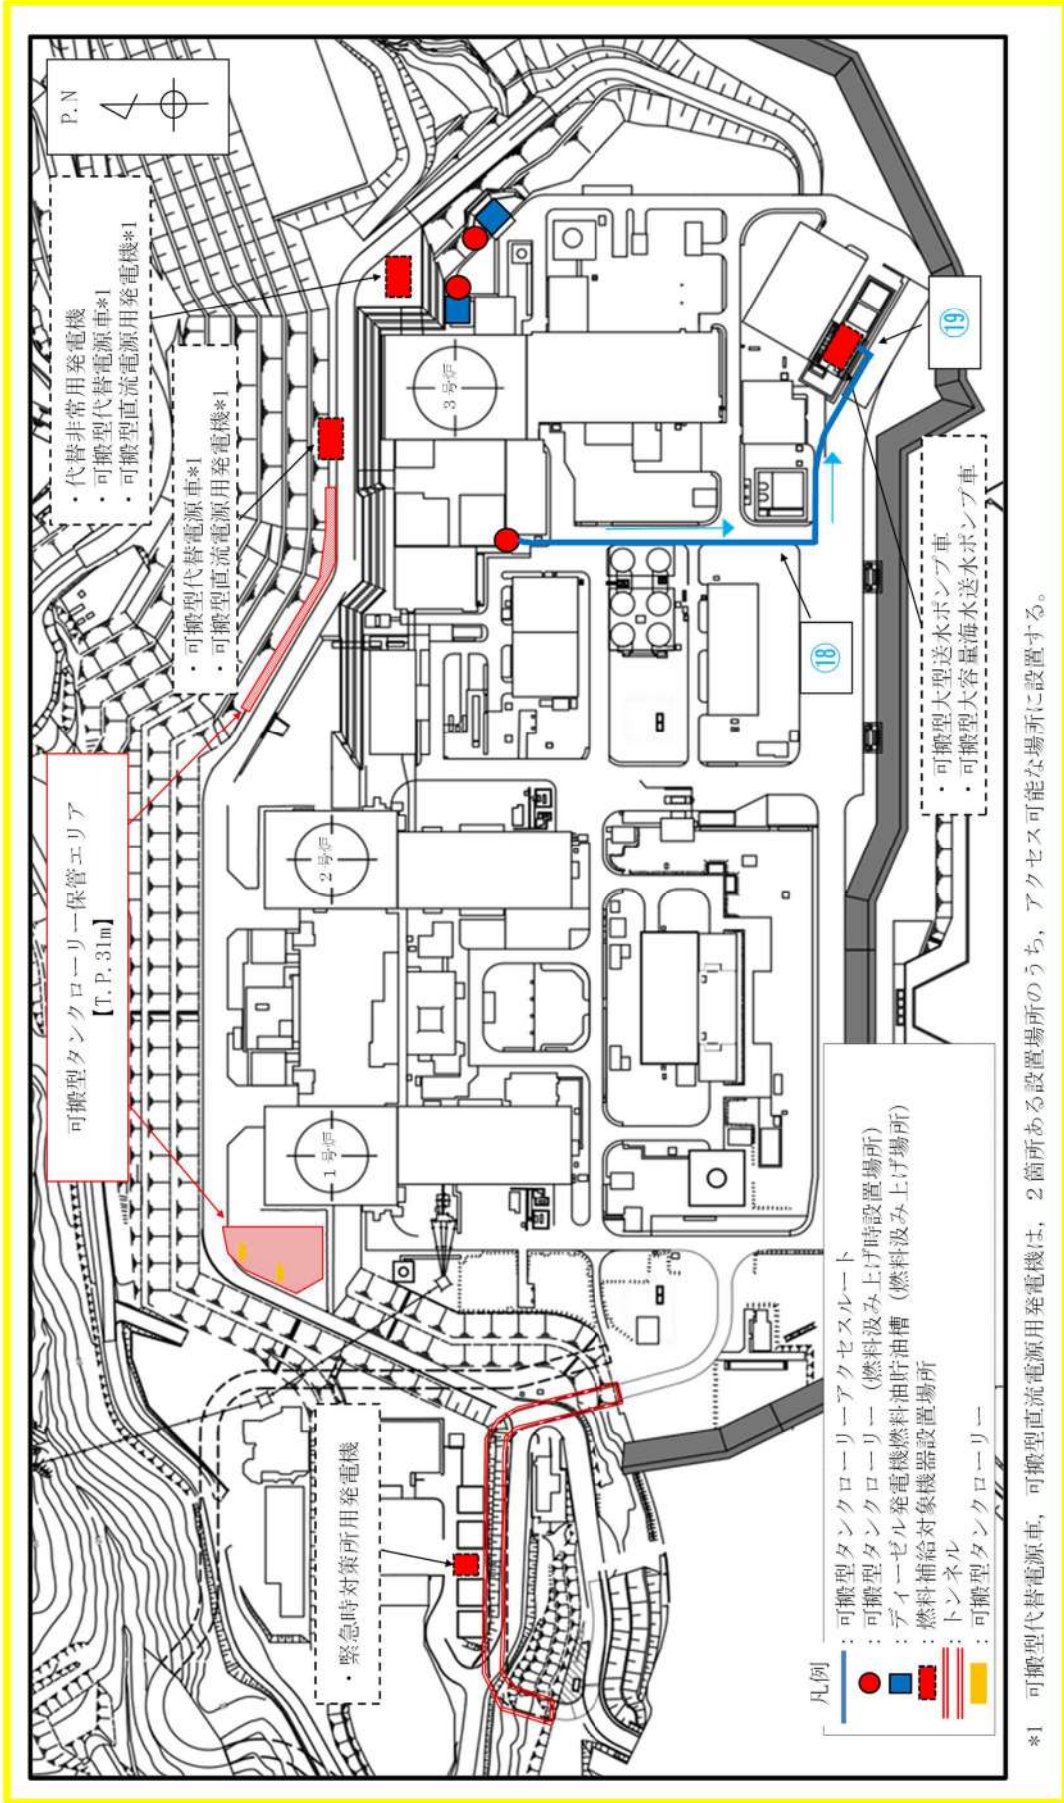 P.N
・代替非常用発電機
・可搬型代替電源車*1
・可搬型直流電源用発電機*1
・可搬型代替電源車*1
・可搬型直流電源用発電機*1
可搬型タンクローリー保管エリア
【T.P.31m】
・緊急時対策所用発電機
1号炉
2号炉
3号炉
⑱
⑲
・可搬型大型送水ポンプ車
・可搬型大容量海水送水ポンプ車
凡例
：可搬型タンクローリーアクセスルート
：可搬型タンクローリー（燃料汲み上げ時設置場所）
：ディーゼル発電機燃料油貯油槽（燃料汲み上げ場所）
：燃料補給対象機器設置場所
：トンネル
：可搬型タンクローリー
*1　可搬型代替電源車，可搬型直流電源用発電機は，2箇所ある設置場所のうち，アクセス可能な場所に設置する。